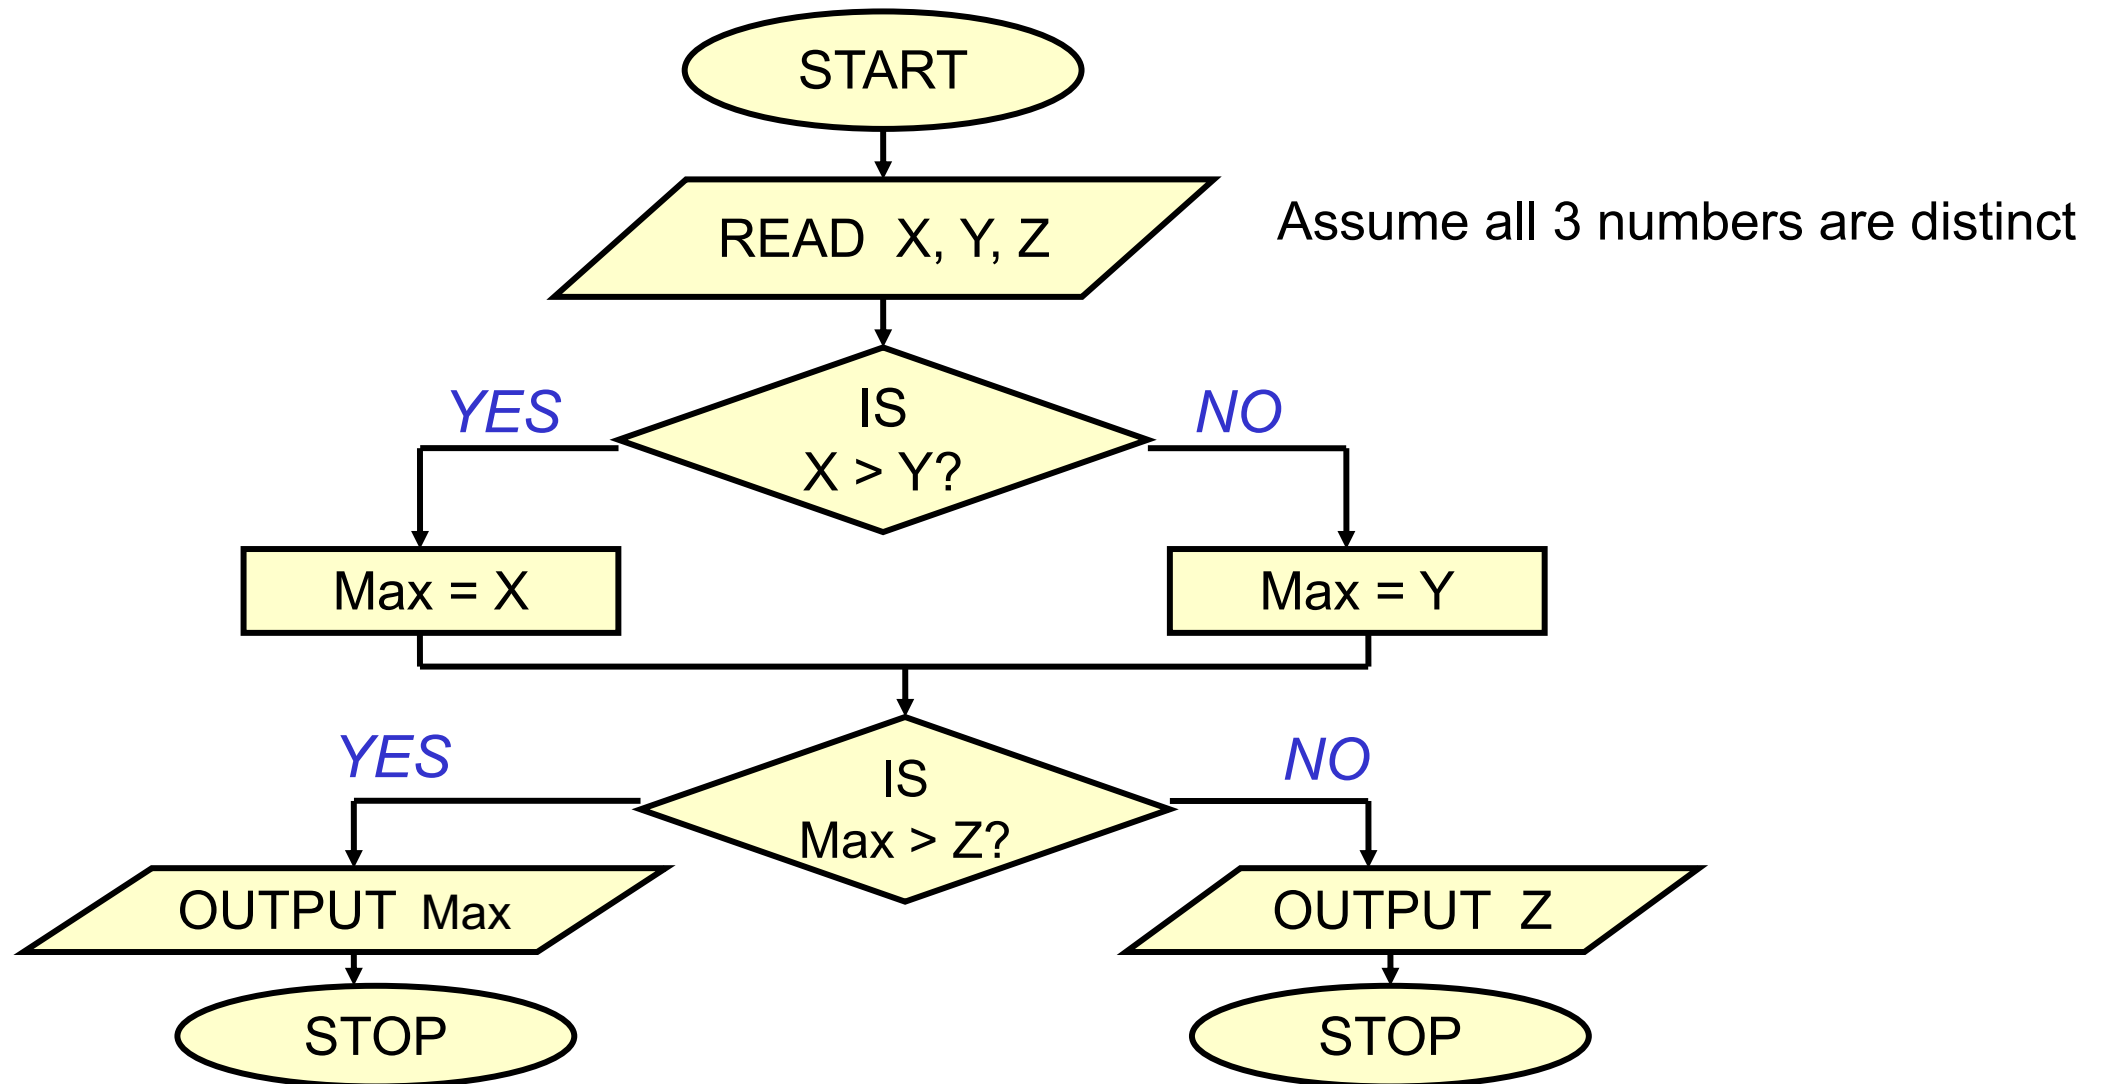 START
READ X, Y, Z
Assume all 3 numbers are distinct
YES
IS
X > Y?
NO
Max = X
Max = Y
YES
IS
Max > Z?
NO
OUTPUT Max
OUTPUT Z
STOP
STOP